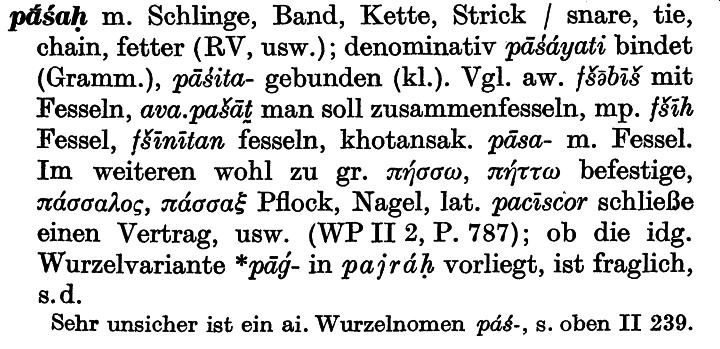 pā́śaḥ m. Schlinge, Band, Kette, Strick / snare, tie,
chain, fetter (RV, usw.); denominativ pāśáyati bindet
(Gramm.), pāśita- gebunden (kl.). Vgl. aw. fšəbīš mit
Fesseln, ava.pašāt̰ man soll zusammenfesseln, mp. fšīh
Fessel, fšīnītan fesseln, khotansak. pāsa- m. Fessel.
Im weiteren wohl zu gr. πήσσω, πήττω befestige,
πάσσαλος, πάσσαξ Pflock, Nagel, lat. pacīscor schließe
einen Vertrag, usw. (WP II 2, P. 787); ob die idg.
Wurzelvariante *pāǵ- in pajráḥ vorliegt, ist fraglich,
s.d.
Sehr unsicher ist ein ai. Wurzelnomen páś-, s. oben II 239.